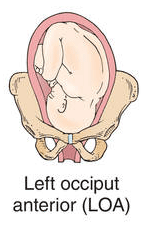 Left occiput
anterior (LOA)